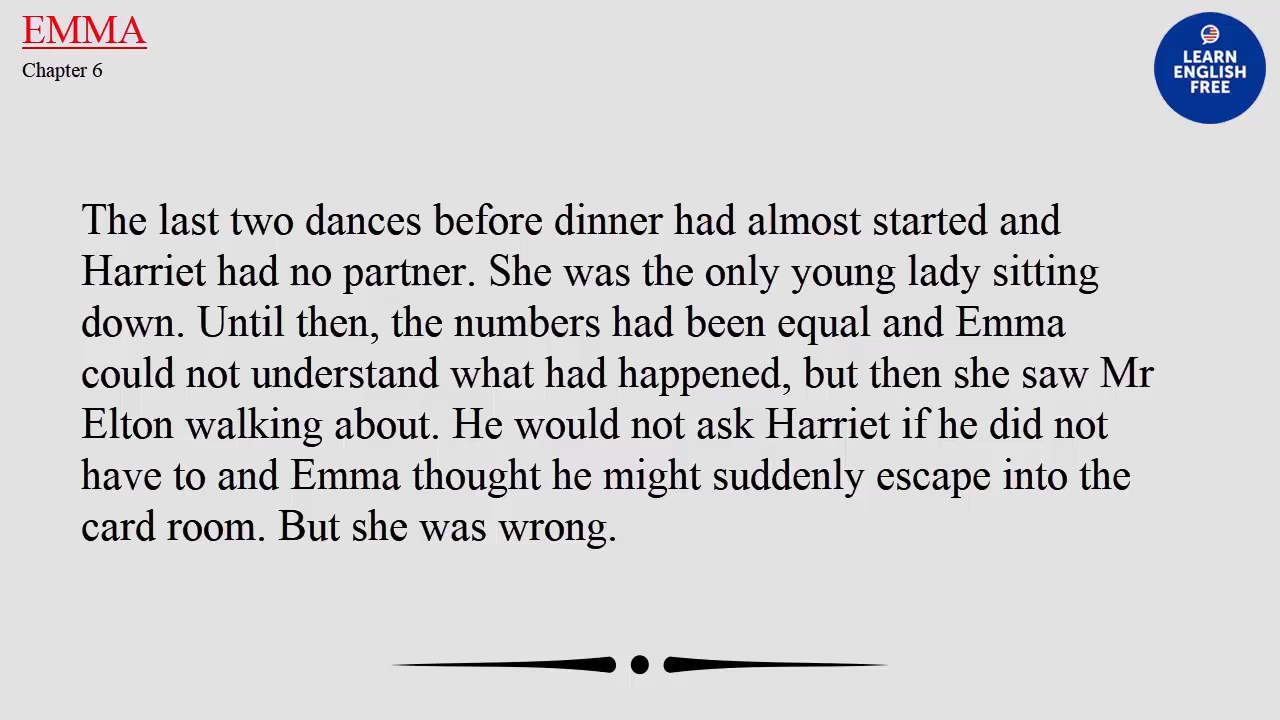 EMMA
Chapter 6
LEARN
ENGLISH
FREE
The last two dances before dinner had almost started and
Harriet had no partner. She was the only young lady sitting
down. Until then, the numbers had been equal and Emma
could not understand what had happened, but then she saw Mr
Elton walking about. He would not ask Harriet if he did not
have to and Emma thought he might suddenly escape into the
card room. But she was wrong.